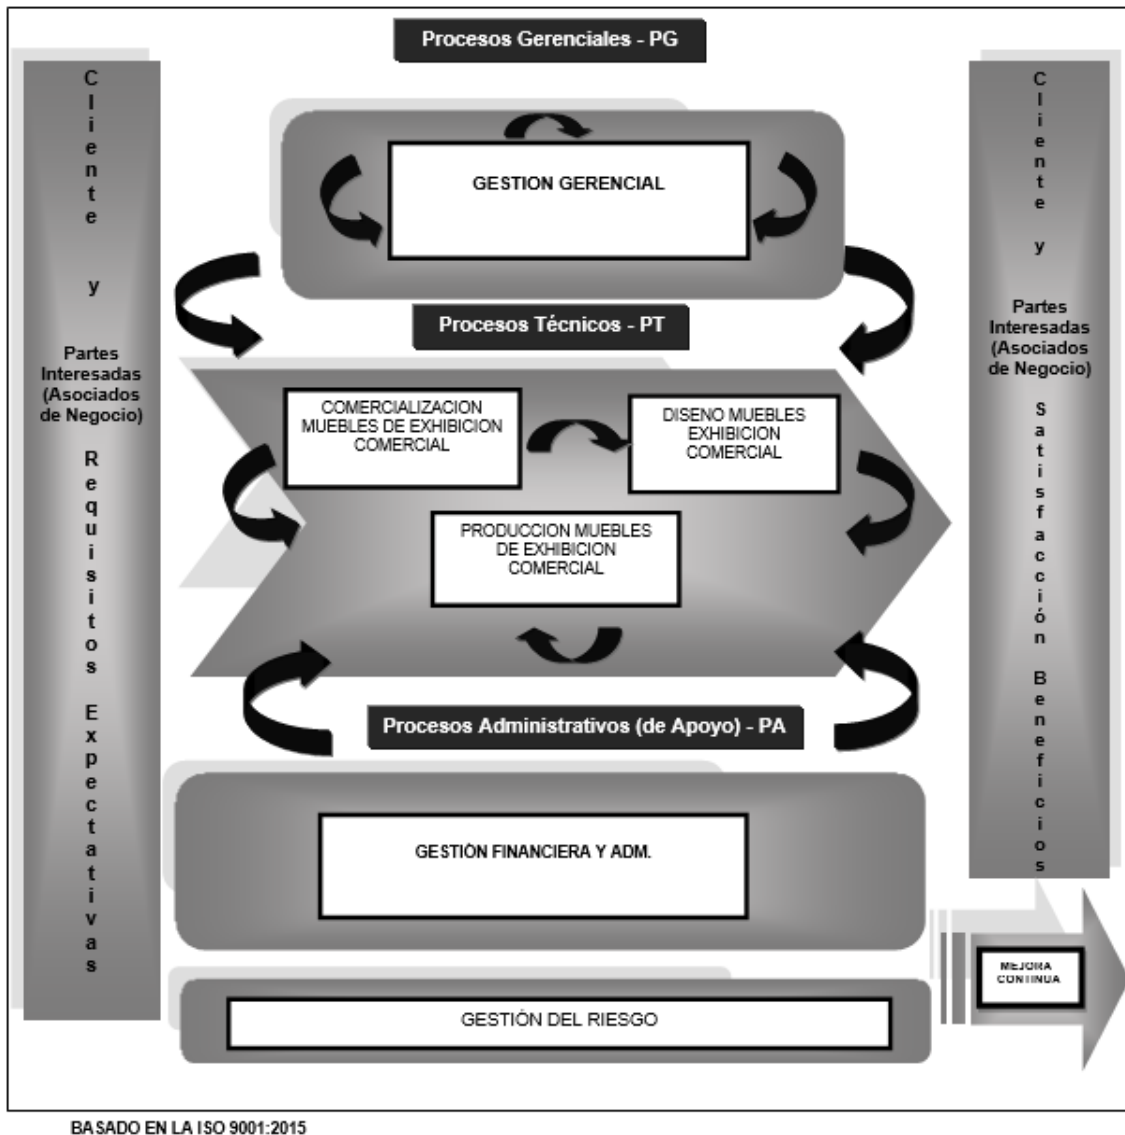 Procesos Gerenciales - PG
Cliente
y
Partes
Interesadas
(Asociados
de Negocio)
Requisitos
Expectativas
GESTION GERENCIAL
Procesos Técnicos - PT
COMERCIALIZACION
MUEBLES DE EXHIBICION
COMERCIAL
DISENO MUEBLES
EXHIBICION
COMERCIAL
PRODUCCION MUEBLES
DE EXHIBICION
COMERCIAL
Procesos Administrativos (de Apoyo) - PA
GESTIÓN FINANCIERA Y ADM.
GESTIÓN DEL RIESGO
Cliente
y
Partes
Interesadas
(Asociados
de Negocio)
Satisfacción
Beneficios
MEJORA
CONTINUA
BASADO EN LA ISO 9001:2015